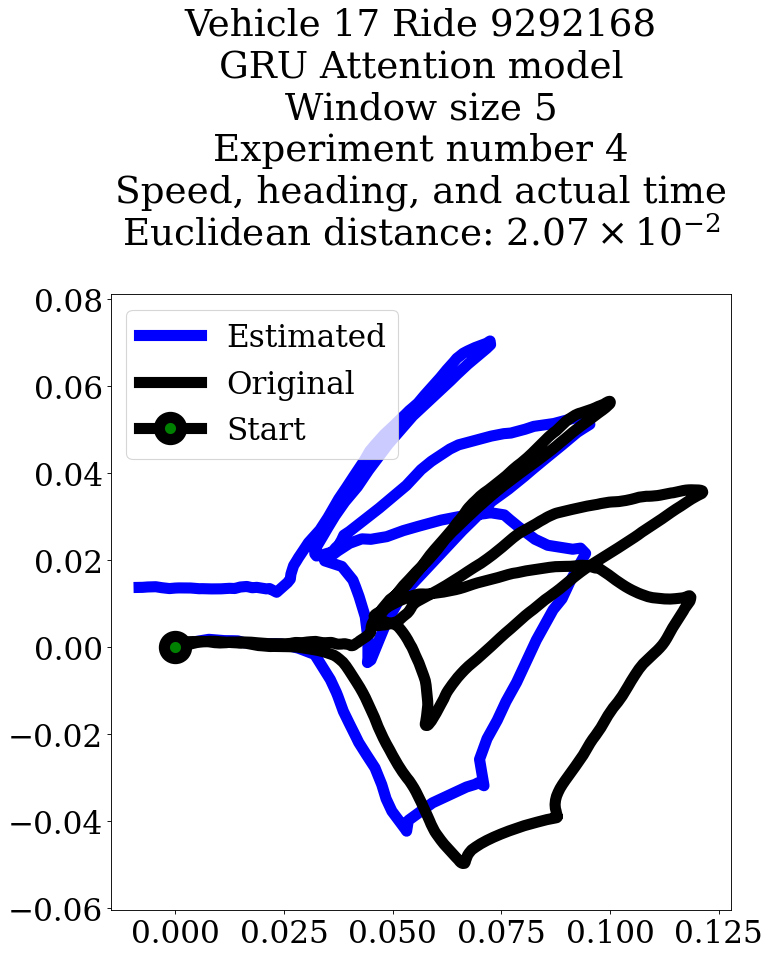 Vehicle 17 Ride 9292168
GRU Attention model
Window size 5
Experiment number 4
Speed, heading, and actual time
Euclidean distance: 2.07 × 10⁻²
0.08
0.06
0.04
0.02
0.00
−0.02
−0.04
−0.06
Estimated
Original
Start
0.000 0.025 0.050 0.075 0.100 0.125